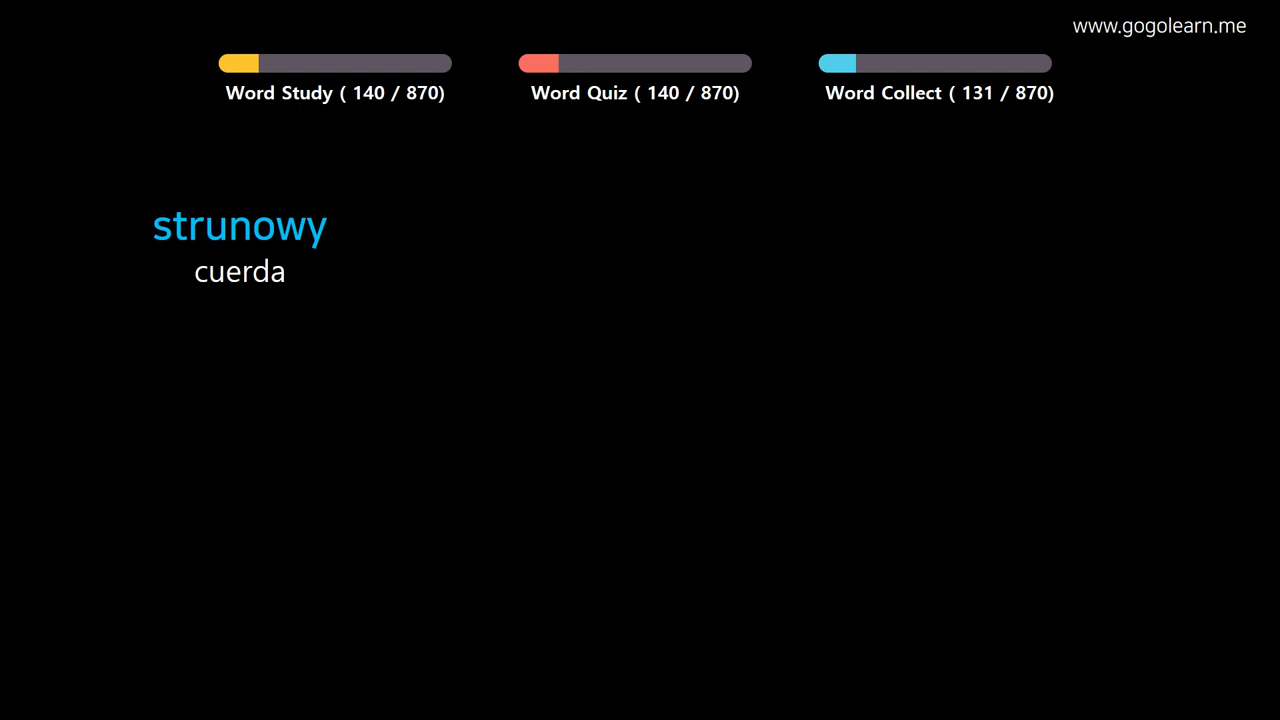 www.gogolearn.me
Word Study ( 140 / 870)
Word Quiz ( 140 / 870)
Word Collect ( 131 / 870)
strunowy
cuerda